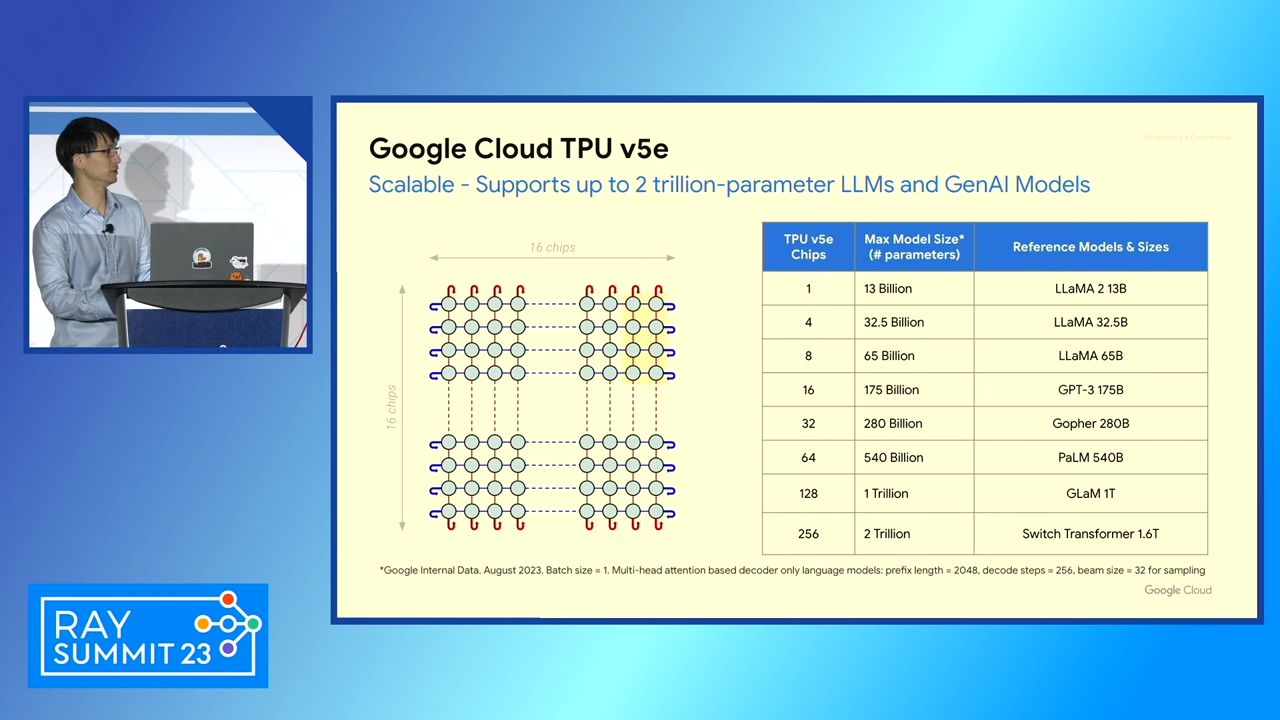 Proprietary + Confidential
Google Cloud TPU v5e
Scalable - Supports up to 2 trillion-parameter LLMs and GenAI Models
16 chips
16 chips
TPU v5e Chips | Max Model Size* (# parameters) | Reference Models & Sizes
1 | 13 Billion | LLaMA 2 13B
4 | 32.5 Billion | LLaMA 32.5B
8 | 65 Billion | LLaMA 65B
16 | 175 Billion | GPT-3 175B
32 | 280 Billion | Gopher 280B
64 | 540 Billion | PaLM 540B
128 | 1 Trillion | GLaM 1T
256 | 2 Trillion | Switch Transformer 1.6T
*Google Internal Data. August 2023. Batch size = 1. Multi-head attention based decoder only language models: prefix length = 2048, decode steps = 256, beam size = 32 for sampling
Google Cloud
RAY
SUMMIT 23